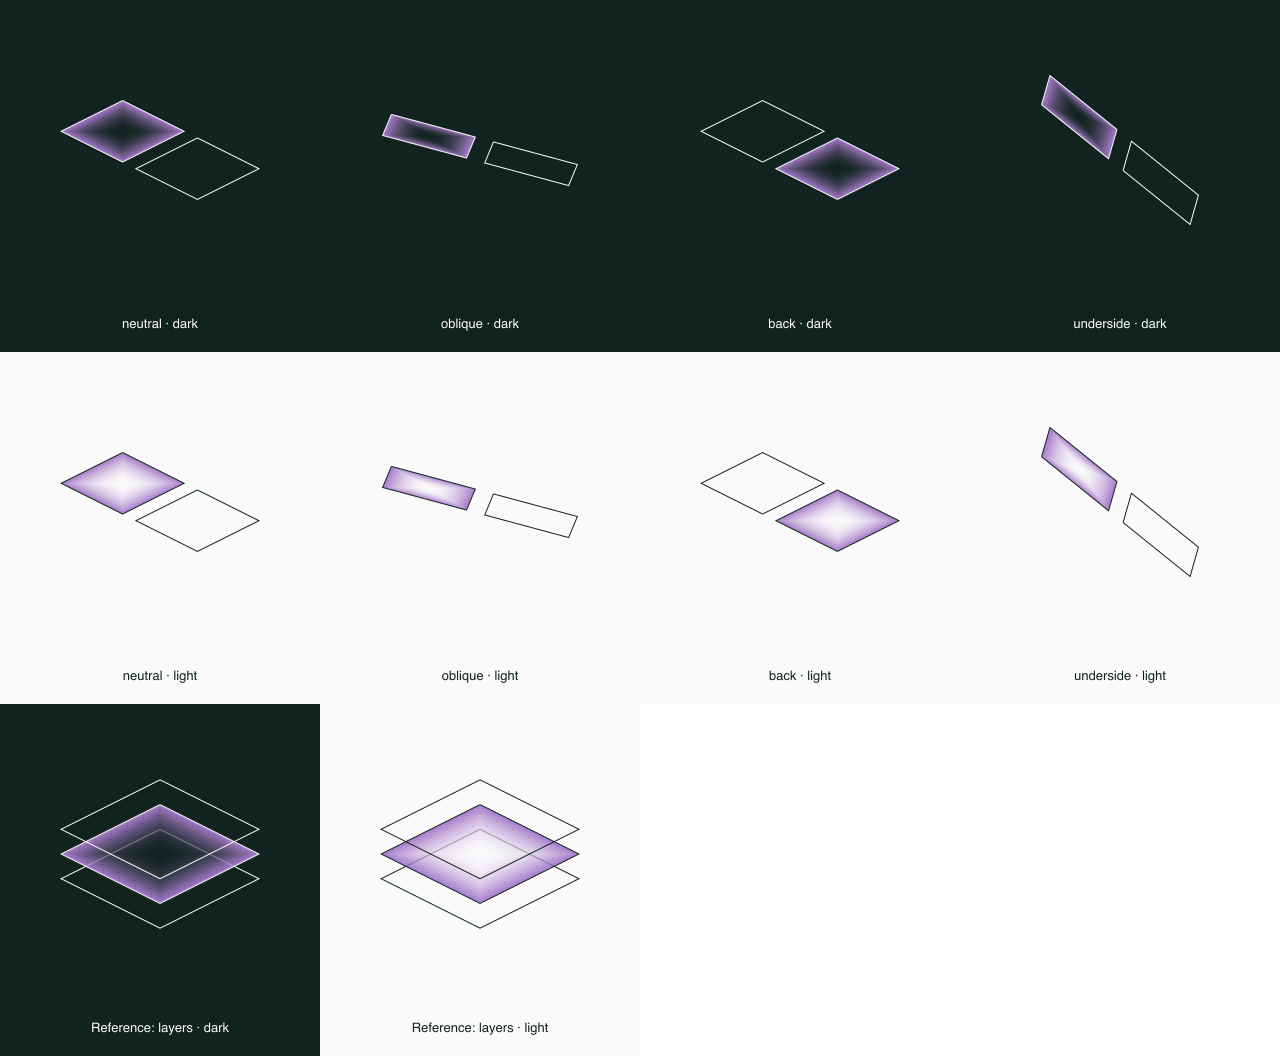 neutral · dark
oblique · dark
back · dark
underside · dark
neutral · light
oblique · light
back · light
underside · light
Reference: layers · dark
Reference: layers · light